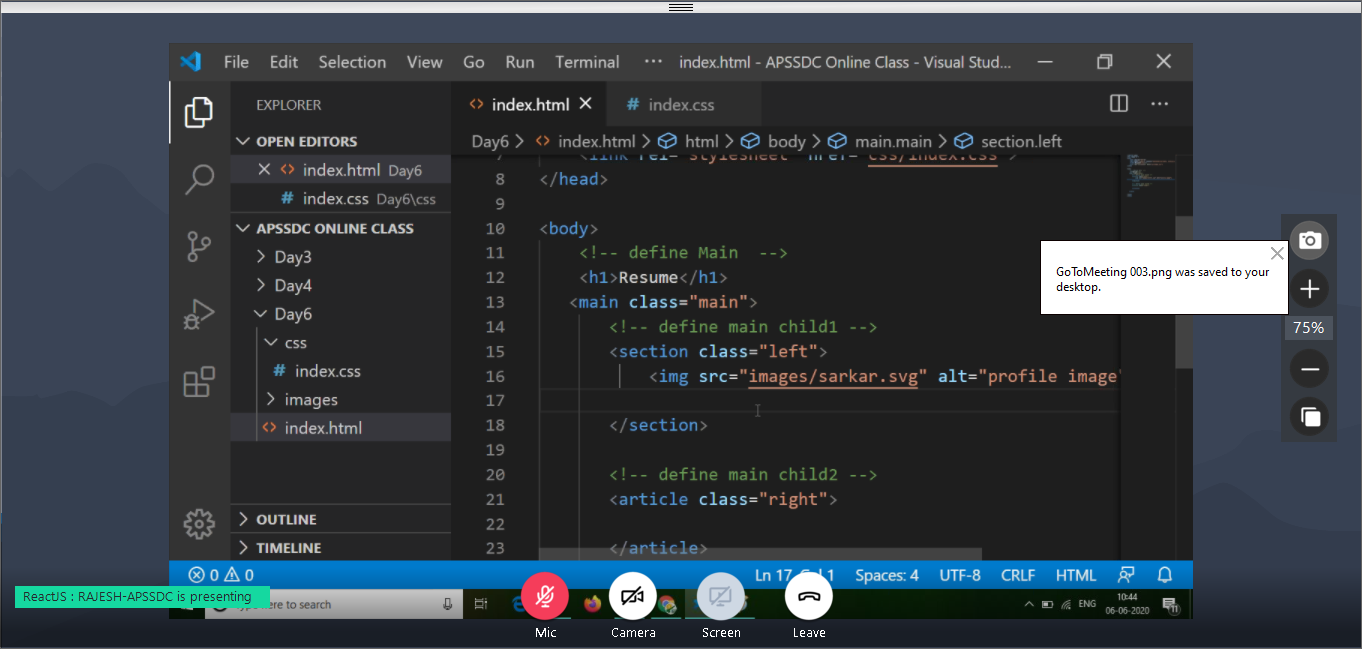 File Edit Selection View Go Run Terminal ··· index.html - APSSDC Online Class - Visual Stud...
EXPLORER
index.html
# index.css
OPEN EDITORS
index.html Day6
# index.css Day6\css
APSSDC ONLINE CLASS
Day3
Day4
Day6
css
# index.css
images
index.html
OUTLINE
TIMELINE
Day6 > index.html > html > body > main.main > section.left
7 <link rel="stylesheet" href="css/index.css">
8 </head>
9
10 <body>
11 <!-- define Main -->
12 <h1>Resume</h1>
13 <main class="main">
14 <!-- define main child1 -->
15 <section class="left">
16 <img src="images/sarkar.svg" alt="profile image"
17
18 </section>
19
20 <!-- define main child2 -->
21 <article class="right">
22
23 </article>
GoToMeeting 003.png was saved to your
desktop.
75%
0 0
Ln 17, Col 1 Spaces: 4 UTF-8 CRLF HTML
ReactJS : RAJESH-APSSDC is presenting
here to search
ENG
10:44
06-06-2020
11
Mic Camera Screen Leave